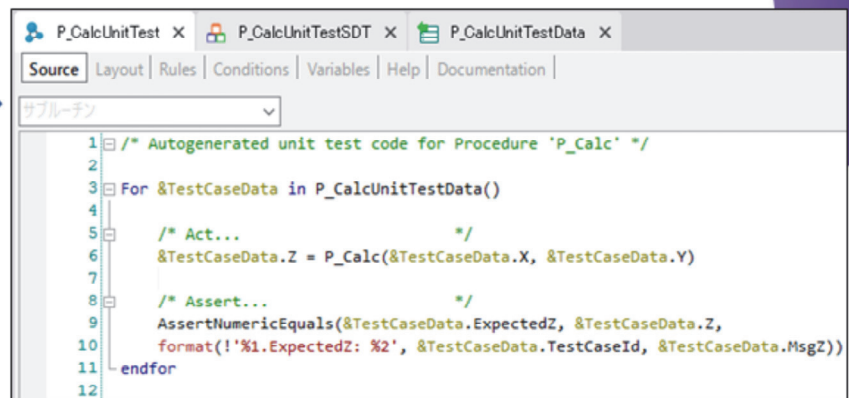 P_CalcUnitTest × P_CalcUnitTestSDT × P_CalcUnitTestData ×
Source Layout | Rules | Conditions | Variables | Help | Documentation |
サブルーチン
1 /* Autogenerated unit test code for Procedure 'P_Calc' */
2
3 For &TestCaseData in P_CalcUnitTestData()
4
5 /* Act... */
6 &TestCaseData.Z = P_Calc(&TestCaseData.X, &TestCaseData.Y)
7
8 /* Assert... */
9 AssertNumericEquals(&TestCaseData.ExpectedZ, &TestCaseData.Z,
10 format(!'%1.ExpectedZ: %2', &TestCaseData.TestCaseId, &TestCaseData.MsgZ))
11 endfor
12